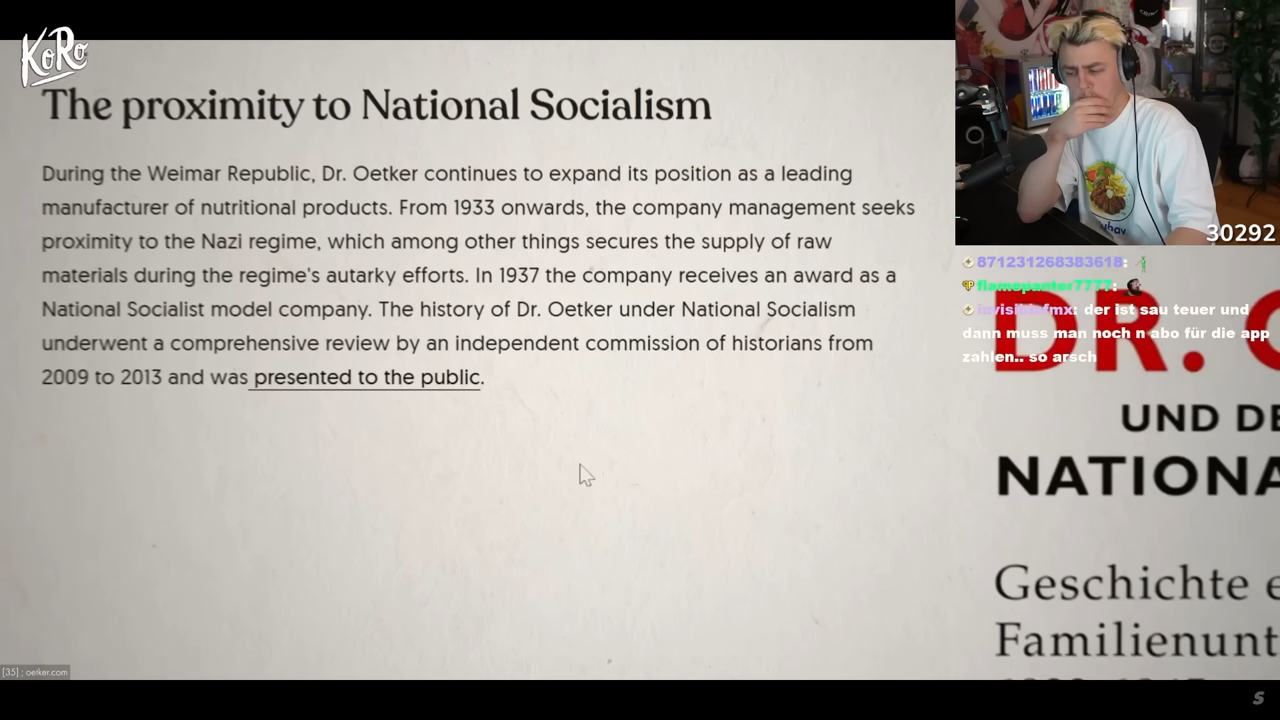 KoRo
The proximity to National Socialism
During the Weimar Republic, Dr. Oetker continues to expand its position as a leading
manufacturer of nutritional products. From 1933 onwards, the company management seeks
proximity to the Nazi regime, which among other things secures the supply of raw
materials during the regime's autarky efforts. In 1937 the company receives an award as a
National Socialist model company. The history of Dr. Oetker under National Socialism
underwent a comprehensive review by an independent commission of historians from
2009 to 2013 and was presented to the public.
[35] : oetker.com
30292
871231268383618:
flamepanter7777:
invisiblefmx: der ist sau teuer und
dann muss man noch n abo für die app
zahlen.. so arsch
DR.
UND DE
NATIONA
Geschichte e
Familienunt
S